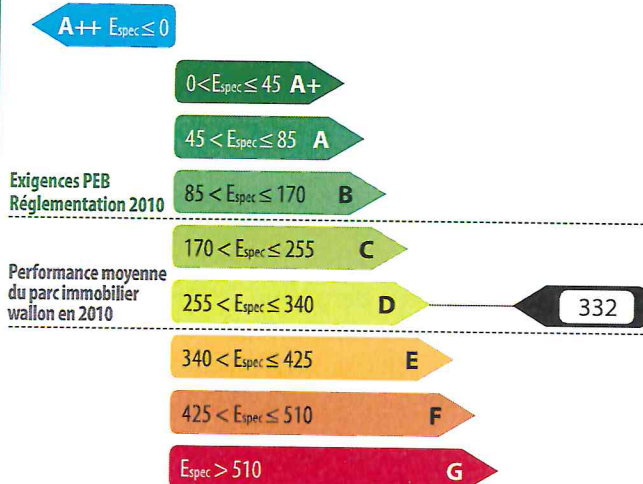 A++ Espec ≤ 0
0 < Espec ≤ 45 A+
45 < Espec ≤ 85 A
Exigences PEB
Réglementation 2010
85 < Espec ≤ 170 B
170 < Espec ≤ 255 C
Performance moyenne
du parc immobilier
wallon en 2010
255 < Espec ≤ 340 D
332
340 < Espec ≤ 425 E
425 < Espec ≤ 510 F
Espec > 510 G